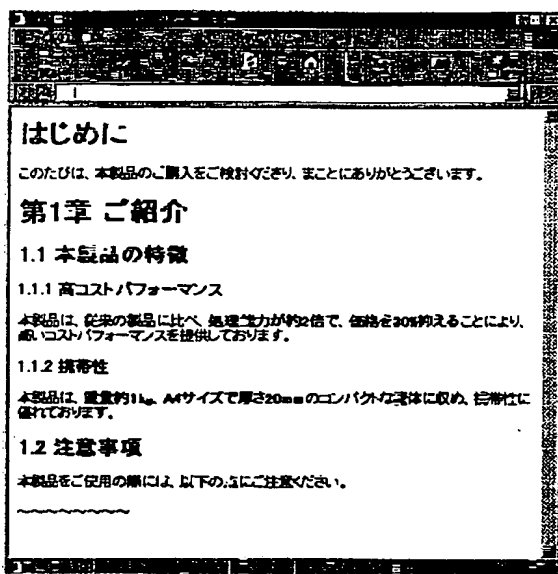 はじめに
このたびは、本製品のご購入をご検討くださり、まことにありがとうございます。
第1章 ご紹介
1.1 本製品の特徴
1.1.1 高コストパフォーマンス
本製品は、従来の製品に比べ、処理能力が約2倍で、価格を30%抑えることにより、
高いコストパフォーマンスを提供しております。
1.1.2 携帯性
本製品は、重量約1kg、A4サイズで厚さ20mmのコンパクトな筐体に収め、携帯性に
優れております。
1.2 注意事項
本製品をご使用の際には、以下の点にご注意ください。